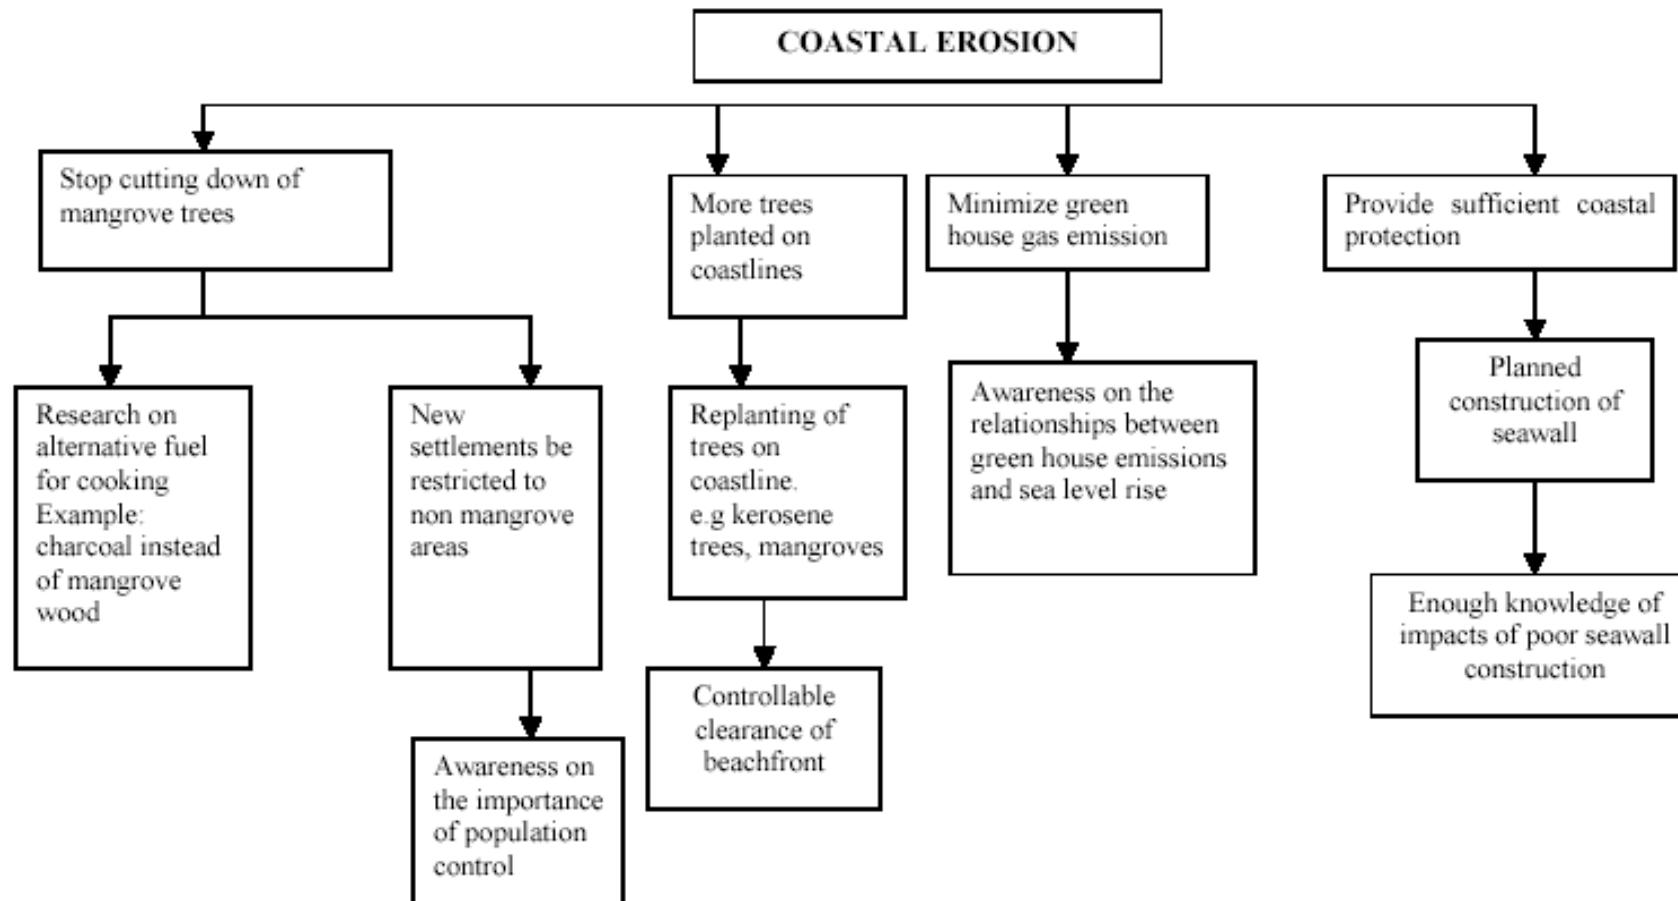 COASTAL EROSION
Stop cutting down of
mangrove trees
More trees
planted on
coastlines
Minimize green
house gas emission
Provide sufficient coastal
protection
Research on
alternative fuel
for cooking
Example:
charcoal instead
of mangrove
wood
New
settlements be
restricted to
non mangrove
areas
Replanting of
trees on
coastline.
e.g kerosene
trees, mangroves
Awareness on the
relationships between
green house emissions
and sea level rise
Planned
construction of
seawall
Enough knowledge of
impacts of poor seawall
construction
Controllable
clearance of
beachfront
Awareness on
the importance
of population
control